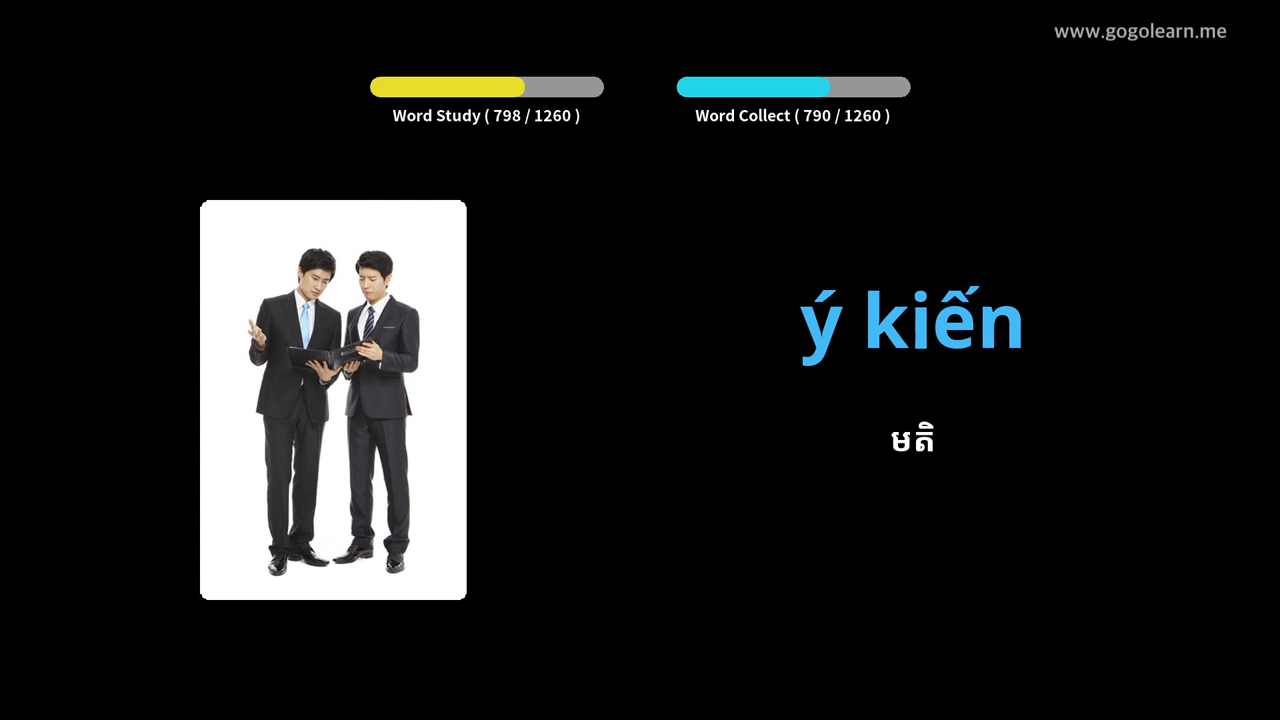 www.gogolearn.me
Word Study ( 798 / 1260 )
Word Collect ( 790 / 1260 )
ý kiến
មតិ